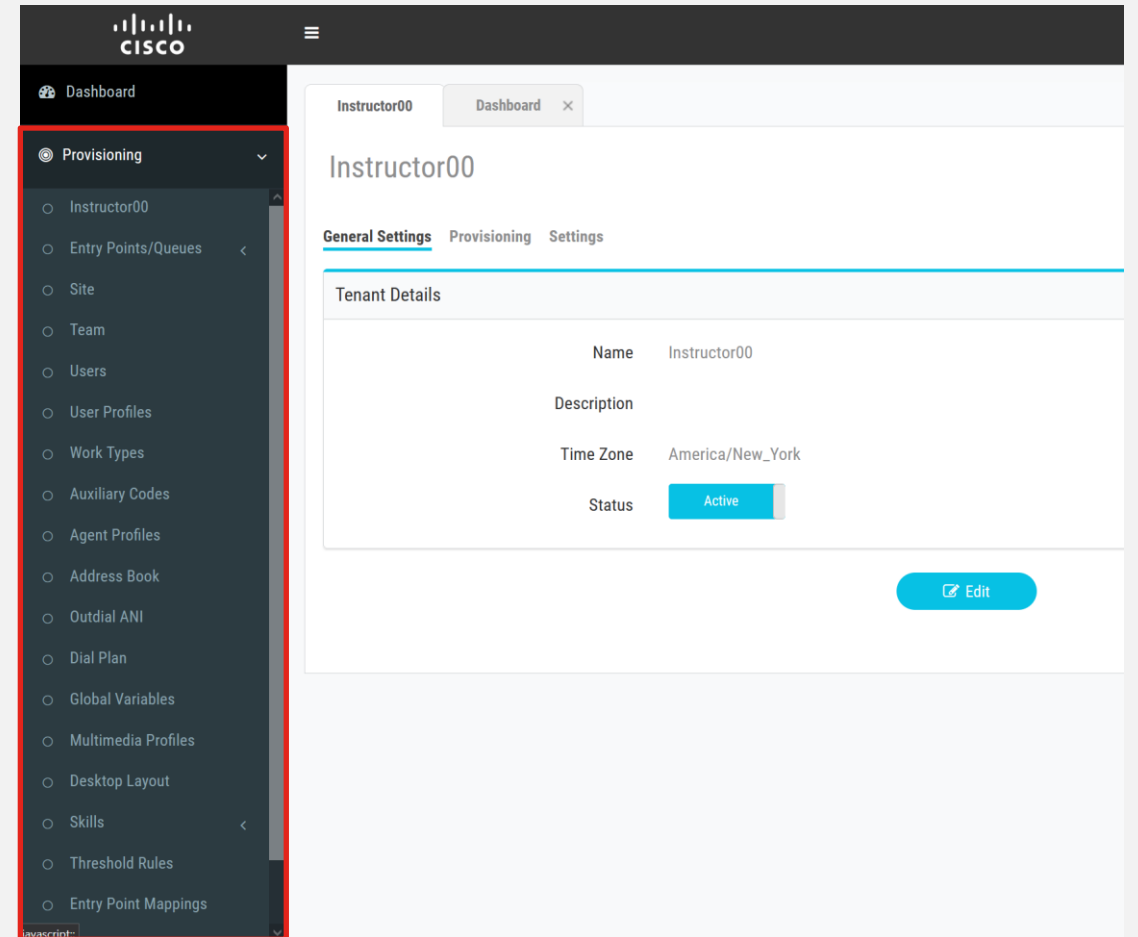 CISCO
Dashboard
Provisioning
Instructor00
Entry Points/Queues
Site
Team
Users
User Profiles
Work Types
Auxiliary Codes
Agent Profiles
Address Book
Outdial ANI
Dial Plan
Global Variables
Multimedia Profiles
Desktop Layout
Skills
Threshold Rules
Entry Point Mappings
javascript:;
Instructor00 Dashboard ×
Instructor00
General Settings Provisioning Settings
Tenant Details
Name Instructor00
Description
Time Zone America/New_York
Status Active
Edit